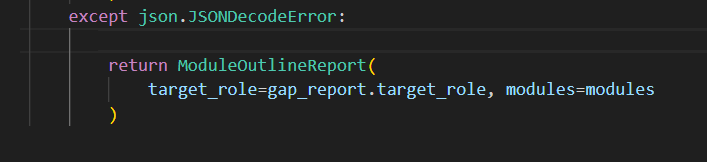 except json.JSONDecodeError:
return ModuleOutlineReport(
target_role=gap_report.target_role, modules=modules
)